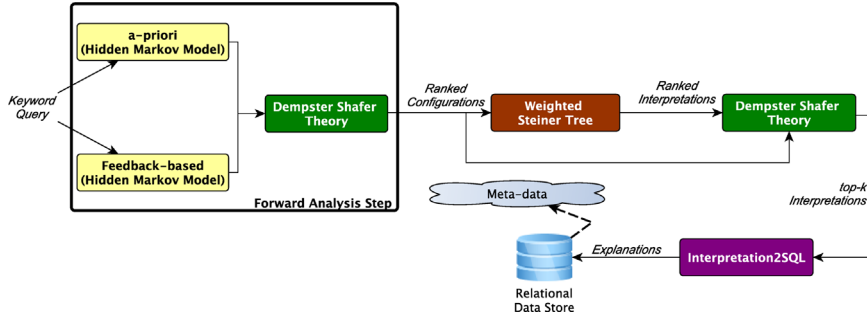 a-priori
(Hidden Markov Model)
Keyword
Query
Feedback-based
(Hidden Markov Model)
Dempster Shafer
Theory
Forward Analysis Step
Ranked
Configurations
Weighted
Steiner Tree
Ranked
Interpretations
Dempster Shafer
Theory
top-k
Interpretations
Meta-data
Explanations
Interpretation2SQL
Relational
Data Store